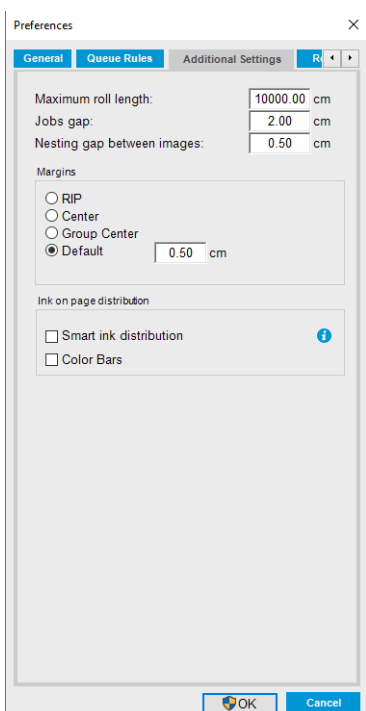 Preferences
General Queue Rules Additional Settings
Maximum roll length: 10000.00 cm
Jobs gap: 2.00 cm
Nesting gap between images: 0.50 cm
Margins
RIP
Center
Group Center
Default 0.50 cm
Ink on page distribution
Smart ink distribution
Color Bars
OK Cancel